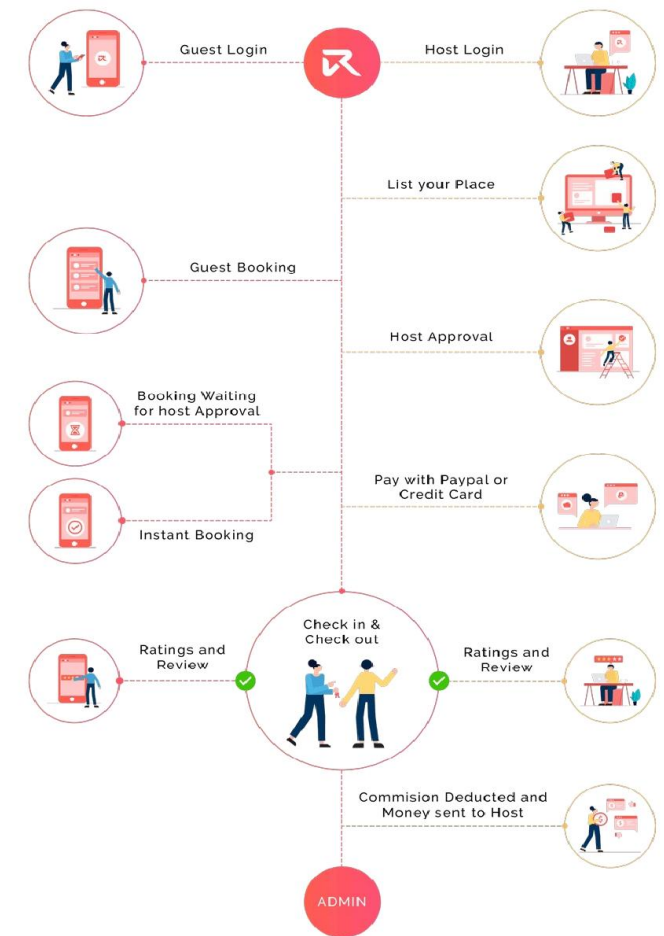 Guest Login
Host Login
List your Place
Guest Booking
Host Approval
Booking Waiting
for host Approval
Pay with Paypal or
Credit Card
Instant Booking
Check in &
Check out
Ratings and
Review
Ratings and
Review
Commision Deducted and
Money sent to Host
ADMIN